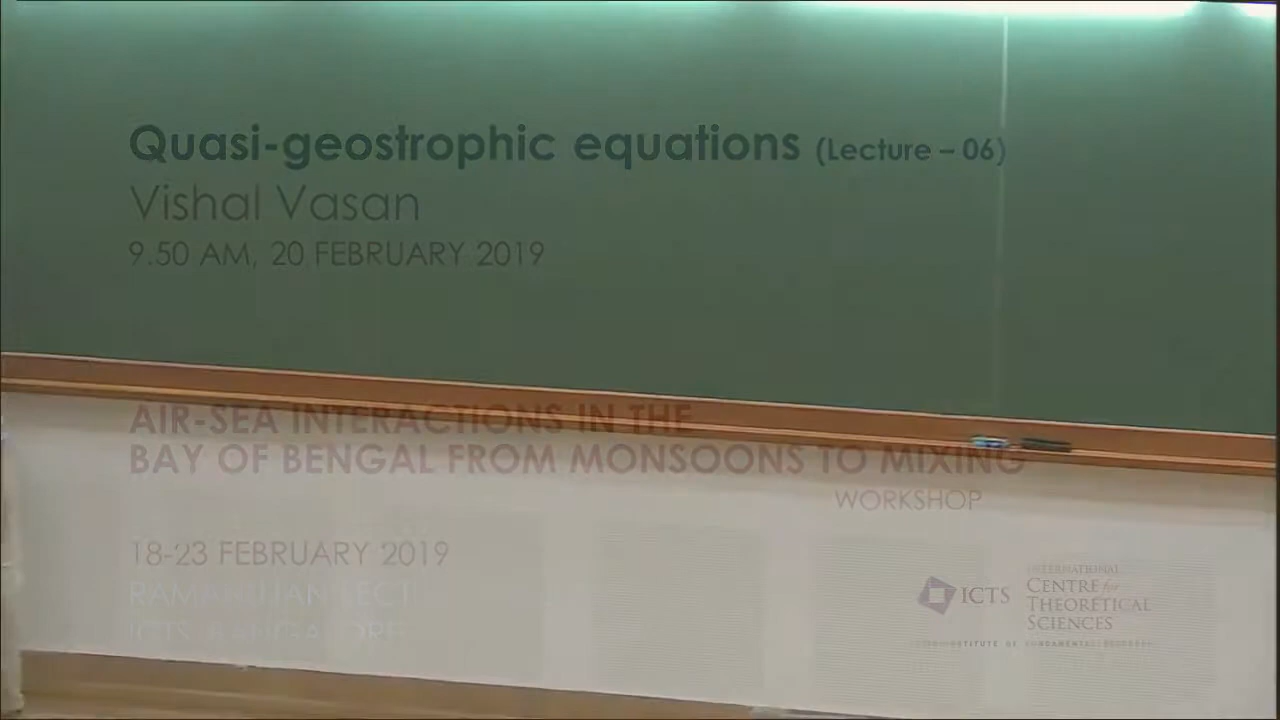 Quasi-geostrophic equations (Lecture – 06)
Vishal Vasan
9.50 AM, 20 FEBRUARY 2019
AIR-SEA INTERACTIONS IN THE
BAY OF BENGAL FROM MONSOONS TO MIXING
WORKSHOP
18-23 FEBRUARY 2019
ICTS
INTERNATIONAL
CENTRE for
THEORETICAL
SCIENCES